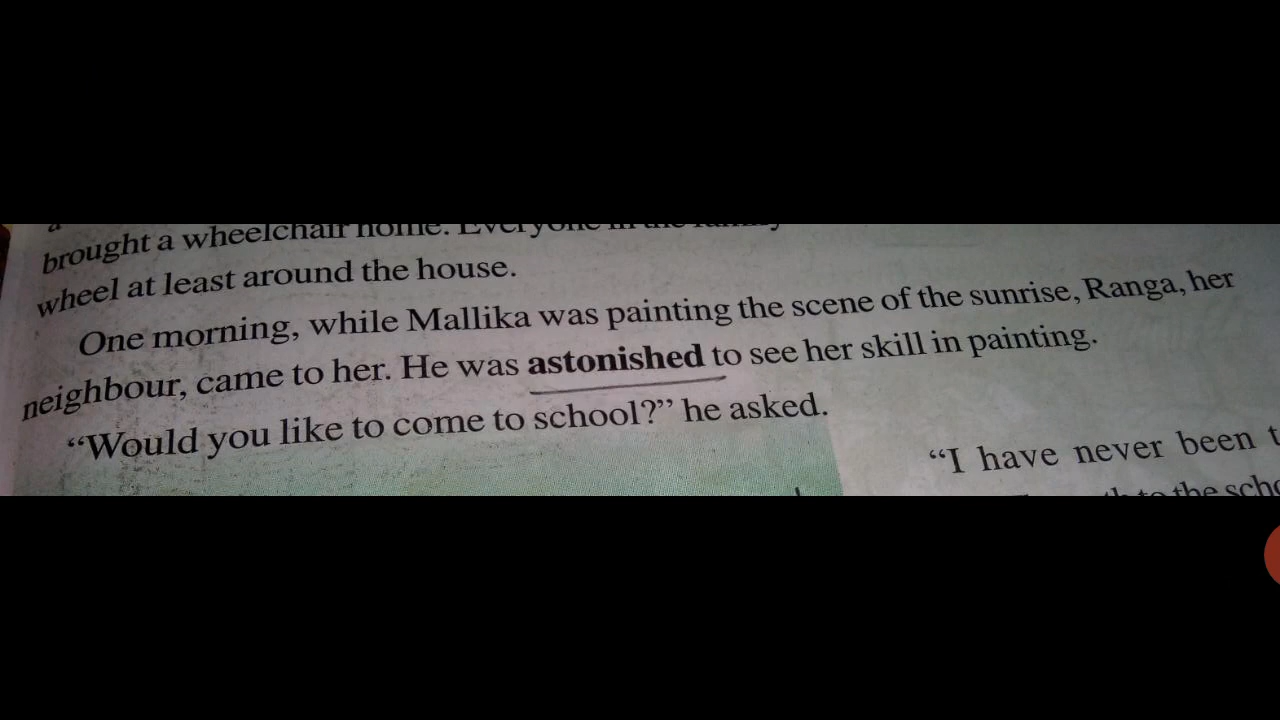 brought a wheelchair home. Everyone in the family
wheel at least around the house.
One morning, while Mallika was painting the scene of the sunrise, Ranga, her
neighbour, came to her. He was astonished to see her skill in painting.
“Would you like to come to school?” he asked.
“I have never been
to the